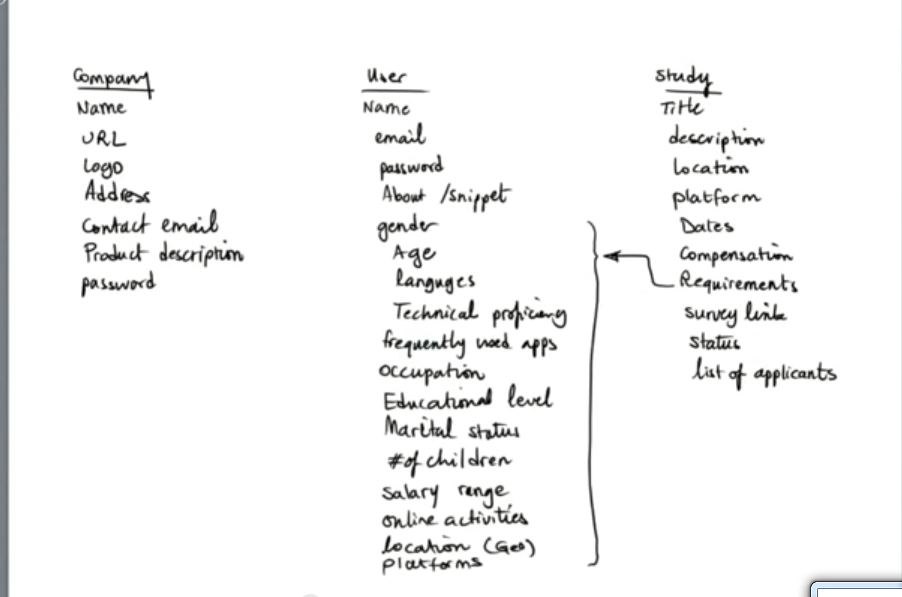 Company
Name
URL
Logo
Address
Contact email
Product description
password
User
Name
email
password
About /snippet
gender
Age
languges
Technical proficiency
frequently used apps
occupation
Educational level
Marital status
# of children
salary range
online activities
location (Geo)
platforms
Study
Title
description
location
platform
Dates
Compensation
Requirements
survey link
status
list of applicants